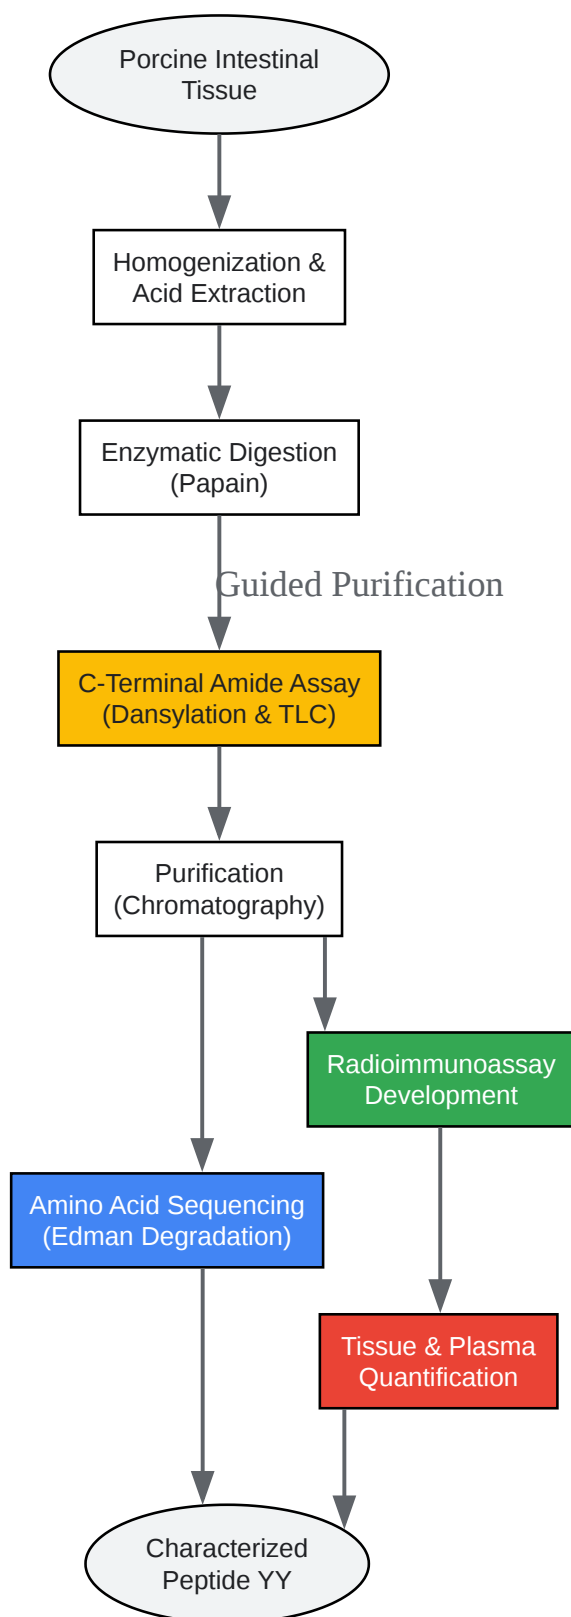 Porcine Intestinal
Tissue
Homogenization &
Acid Extraction
Enzymatic Digestion
(Papain)
Guided Purification
C-Terminal Amide Assay
(Dansylation & TLC)
Purification
(Chromatography)
Radioimmunoassay
Development
Amino Acid Sequencing
(Edman Degradation)
Tissue & Plasma
Quantification
Characterized
Peptide YY